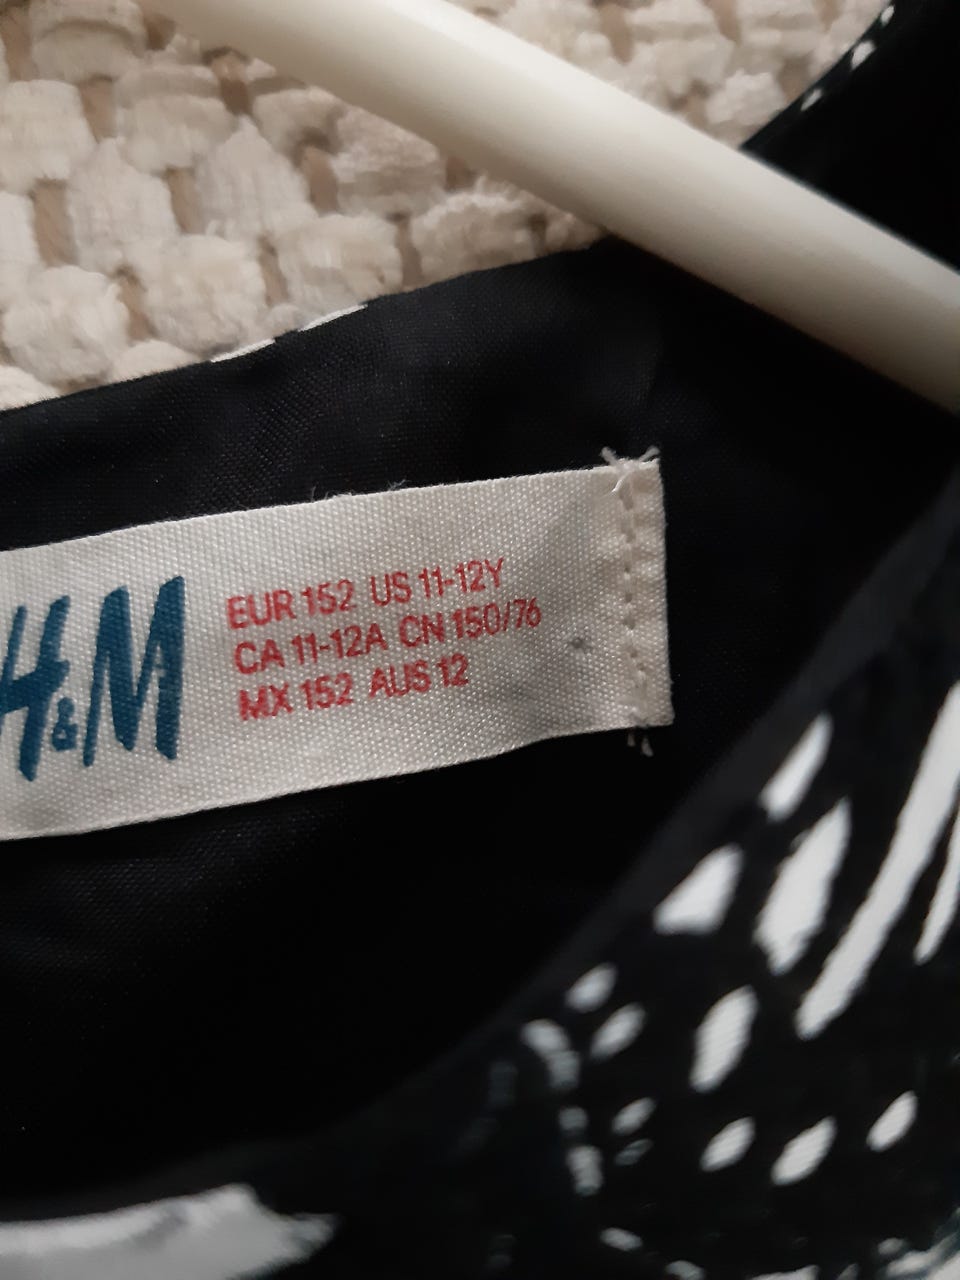 H&M
EUR 152 US 11-12Y
CA 11-12A CN 150/76
MX 152 AUS 12